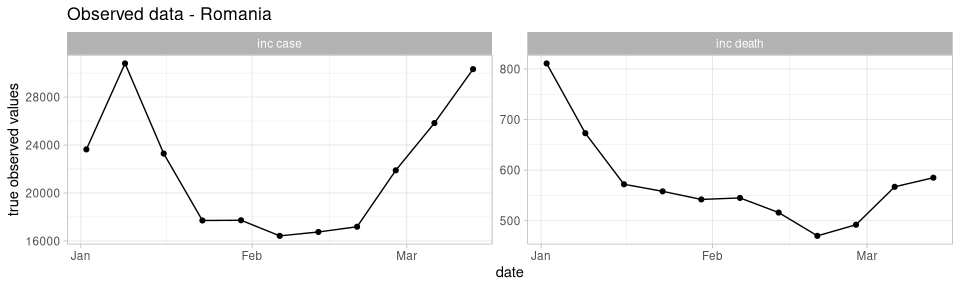 Observed data - Romania
inc case
inc death
true observed values
28000
24000
20000
16000
800
700
600
500
Jan
Feb
Mar
Jan
Feb
Mar
date